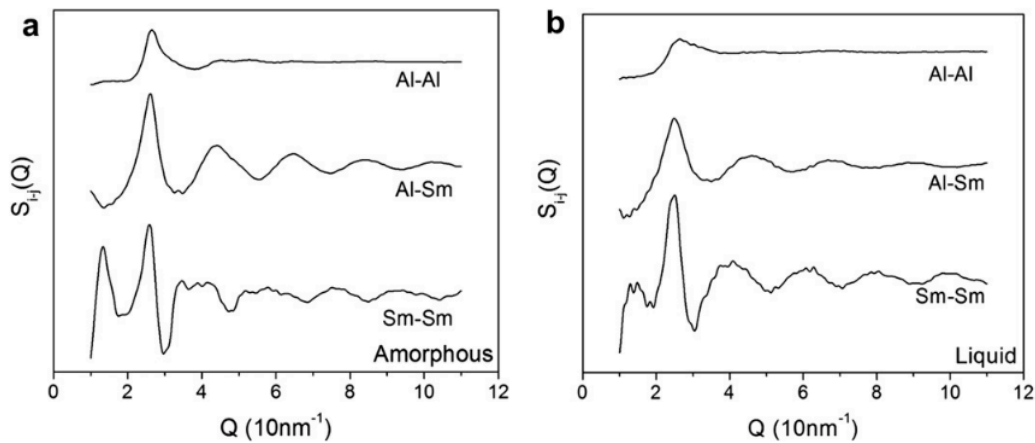 a
S_{i-j}(Q)
Al-Al
Al-Sm
Sm-Sm
Amorphous
0 2 4 6 8 10 12
Q (10nm⁻¹)
b
S_{i-j}(Q)
Al-Al
Al-Sm
Sm-Sm
Liquid
0 2 4 6 8 10 12
Q (10nm⁻¹)